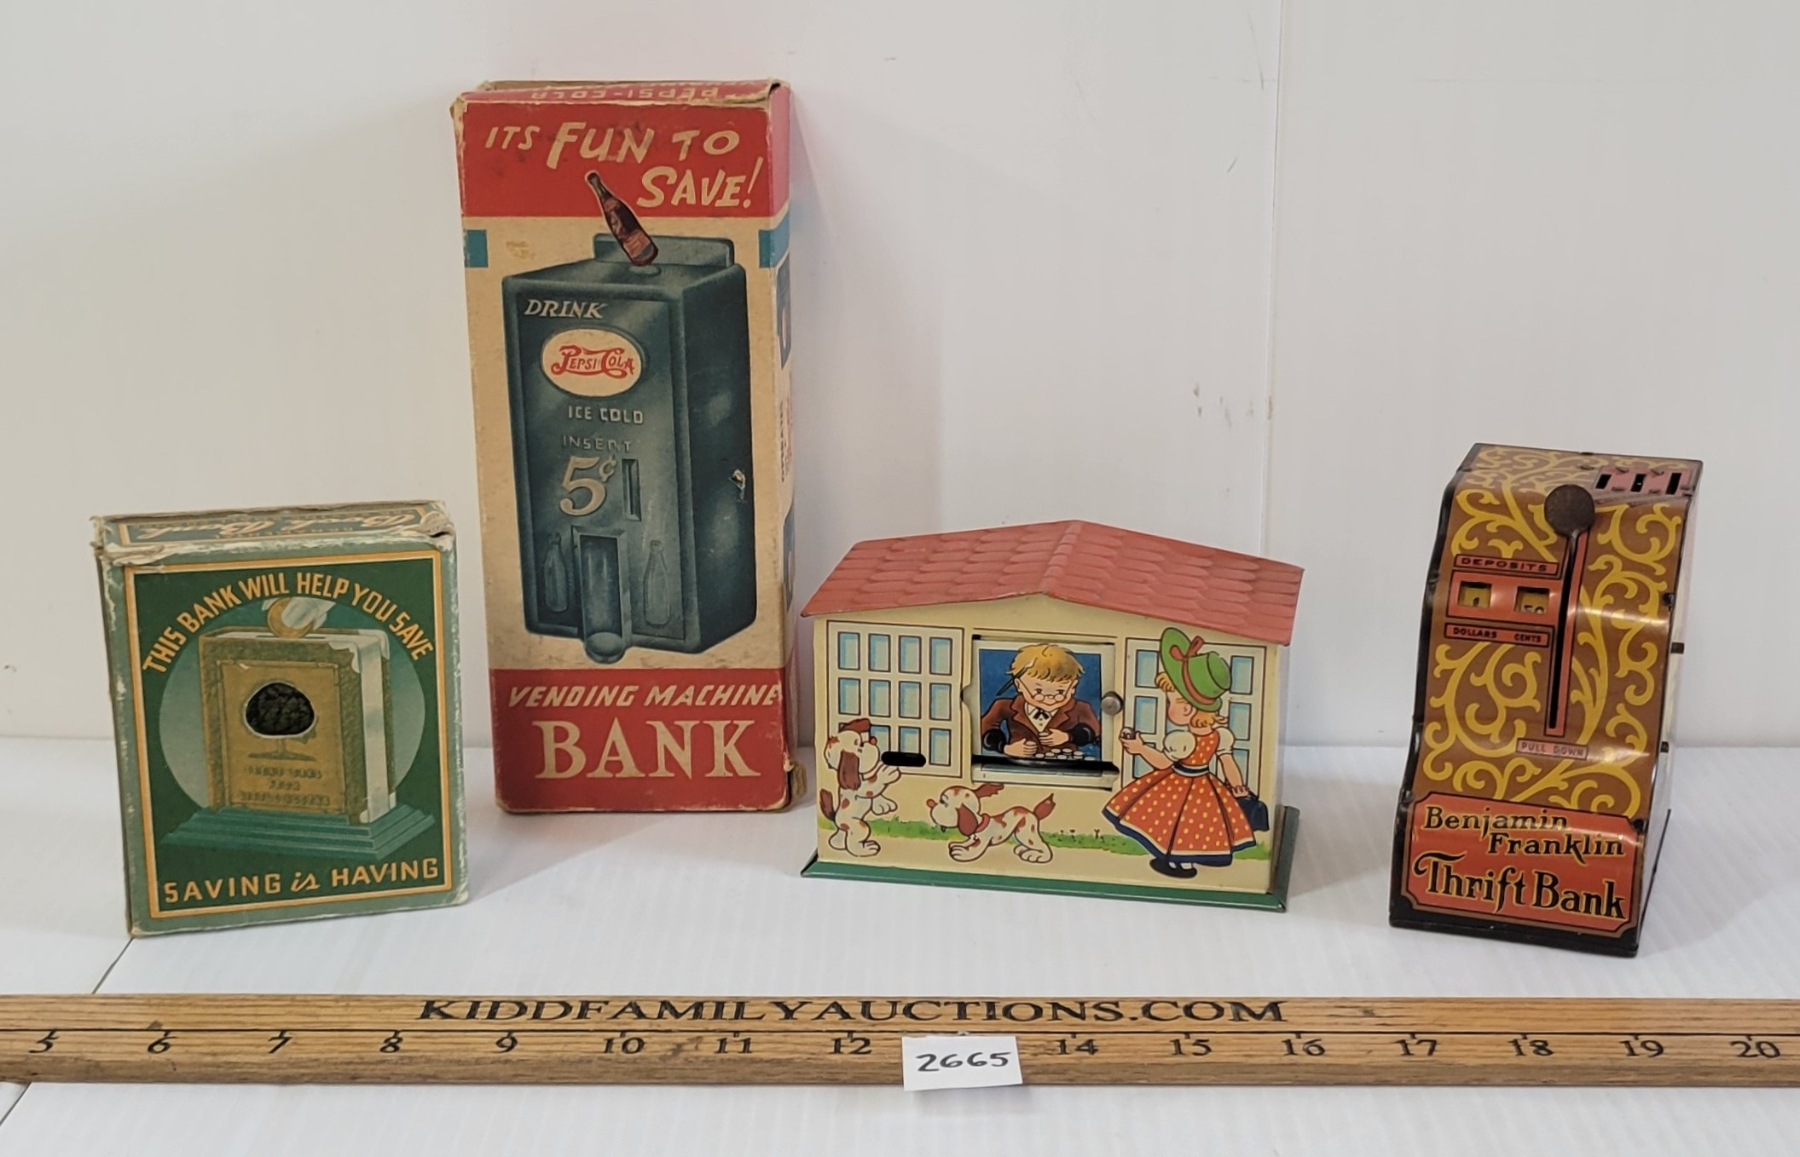 THIS BANK WILL HELP YOU SAVE
SAVING is HAVING
PEPSI-COLA
ITS FUN TO
SAVE!
DRINK
PEPSI-COLA
ICE COLD
INSERT
5¢
VENDING MACHINE
BANK
DEPOSITS
DOLLARS CENTS
PULL DOWN
Benjamin
Franklin
Thrift Bank
KIDDFAMILYAUCTIONS.COM
5 6 7 8 9 10 11 12 14 15 16 17 18 19 20
2665